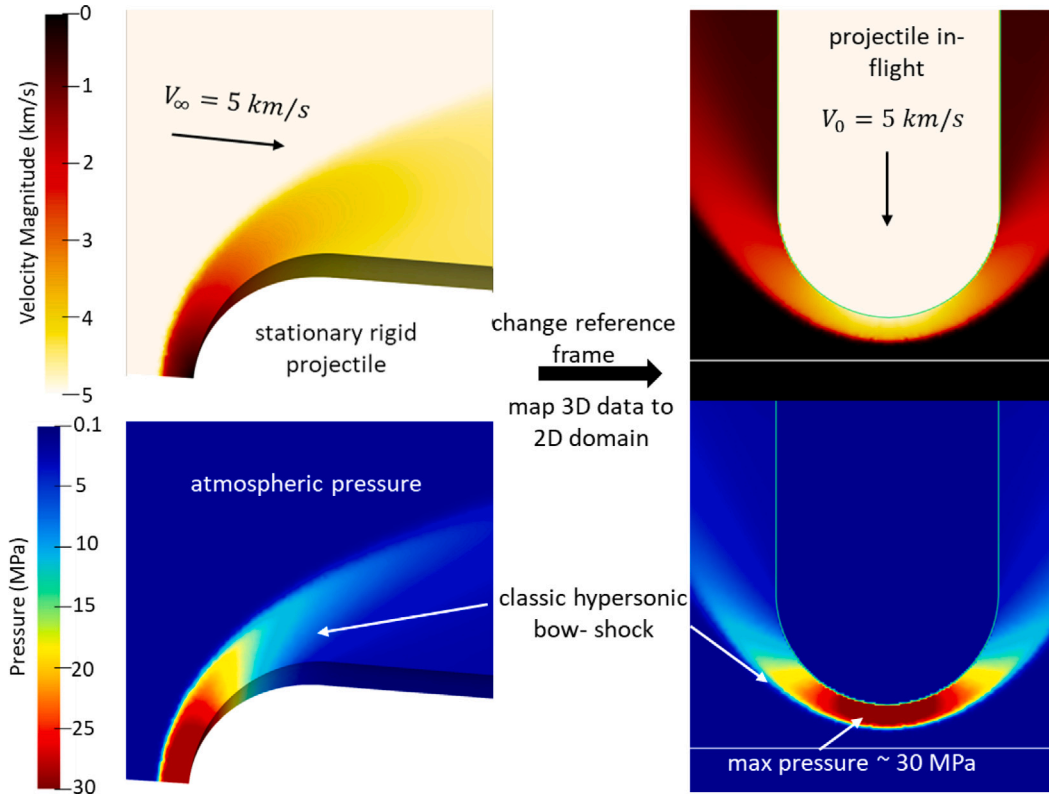 Velocity Magnitude (km/s)
0
1
2
3
4
5
V∞ = 5 km/s
stationary rigid
projectile
projectile in-
flight
V0 = 5 km/s
change reference
frame
map 3D data to
2D domain
Pressure (MPa)
0.1
5
10
15
20
25
30
atmospheric pressure
classic hypersonic
bow- shock
max pressure ~ 30 MPa